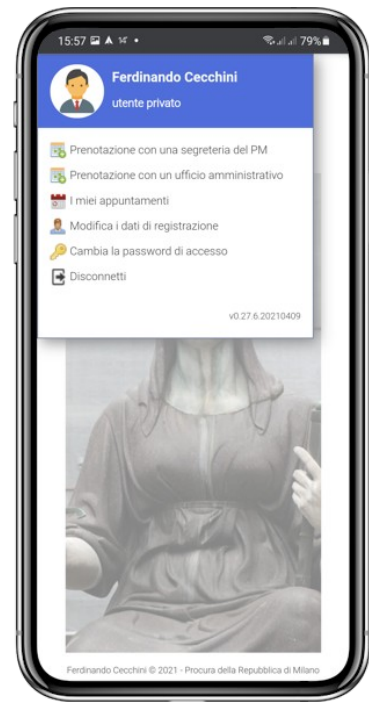 15:57
79%
Ferdinando Cecchini
utente privato
Prenotazione con una segreteria del PM
Prenotazione con un ufficio amministrativo
I miei appuntamenti
Modifica i dati di registrazione
Cambia la password di accesso
Disconnetti
v0.27.6.20210409
Ferdinando Cecchini © 2021 - Procura della Repubblica di Milano